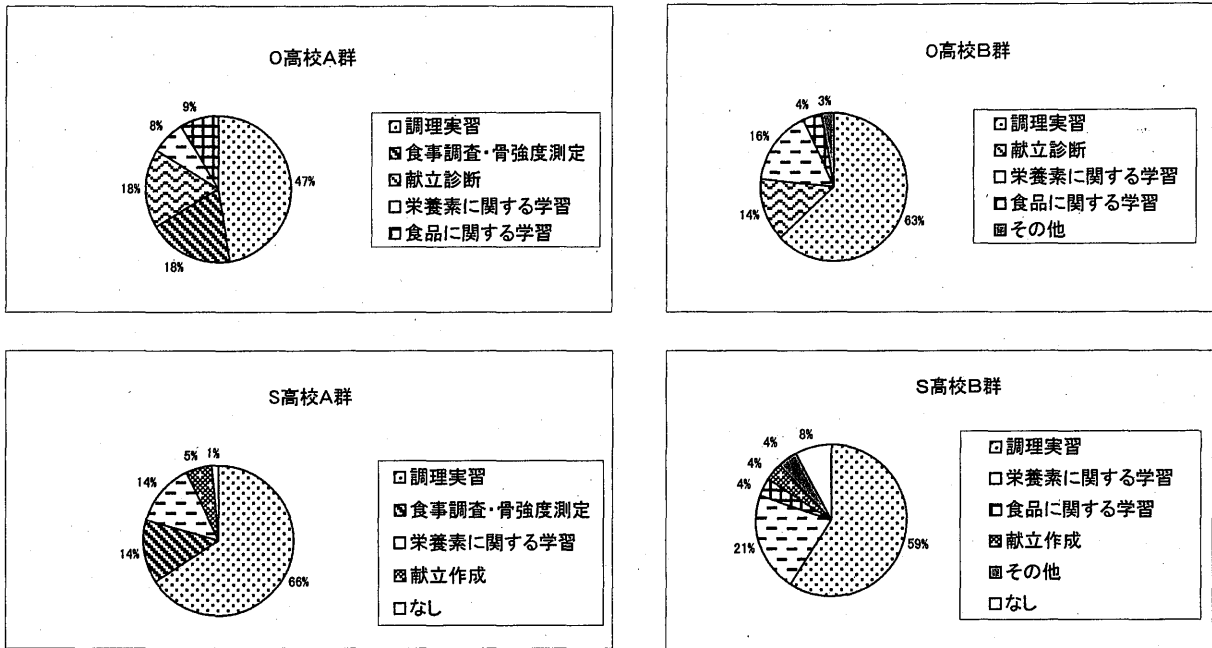 O高校A群
9%
8%
18%
18%
47%
調理実習
食事調査・骨強度測定
献立診断
栄養素に関する学習
食品に関する学習
O高校B群
3%
4%
16%
14%
63%
調理実習
献立診断
栄養素に関する学習
食品に関する学習
その他
S高校A群
1%
5%
14%
14%
66%
調理実習
食事調査・骨強度測定
栄養素に関する学習
献立作成
なし
S高校B群
8%
4%
4%
4%
21%
59%
調理実習
栄養素に関する学習
食品に関する学習
献立作成
その他
なし